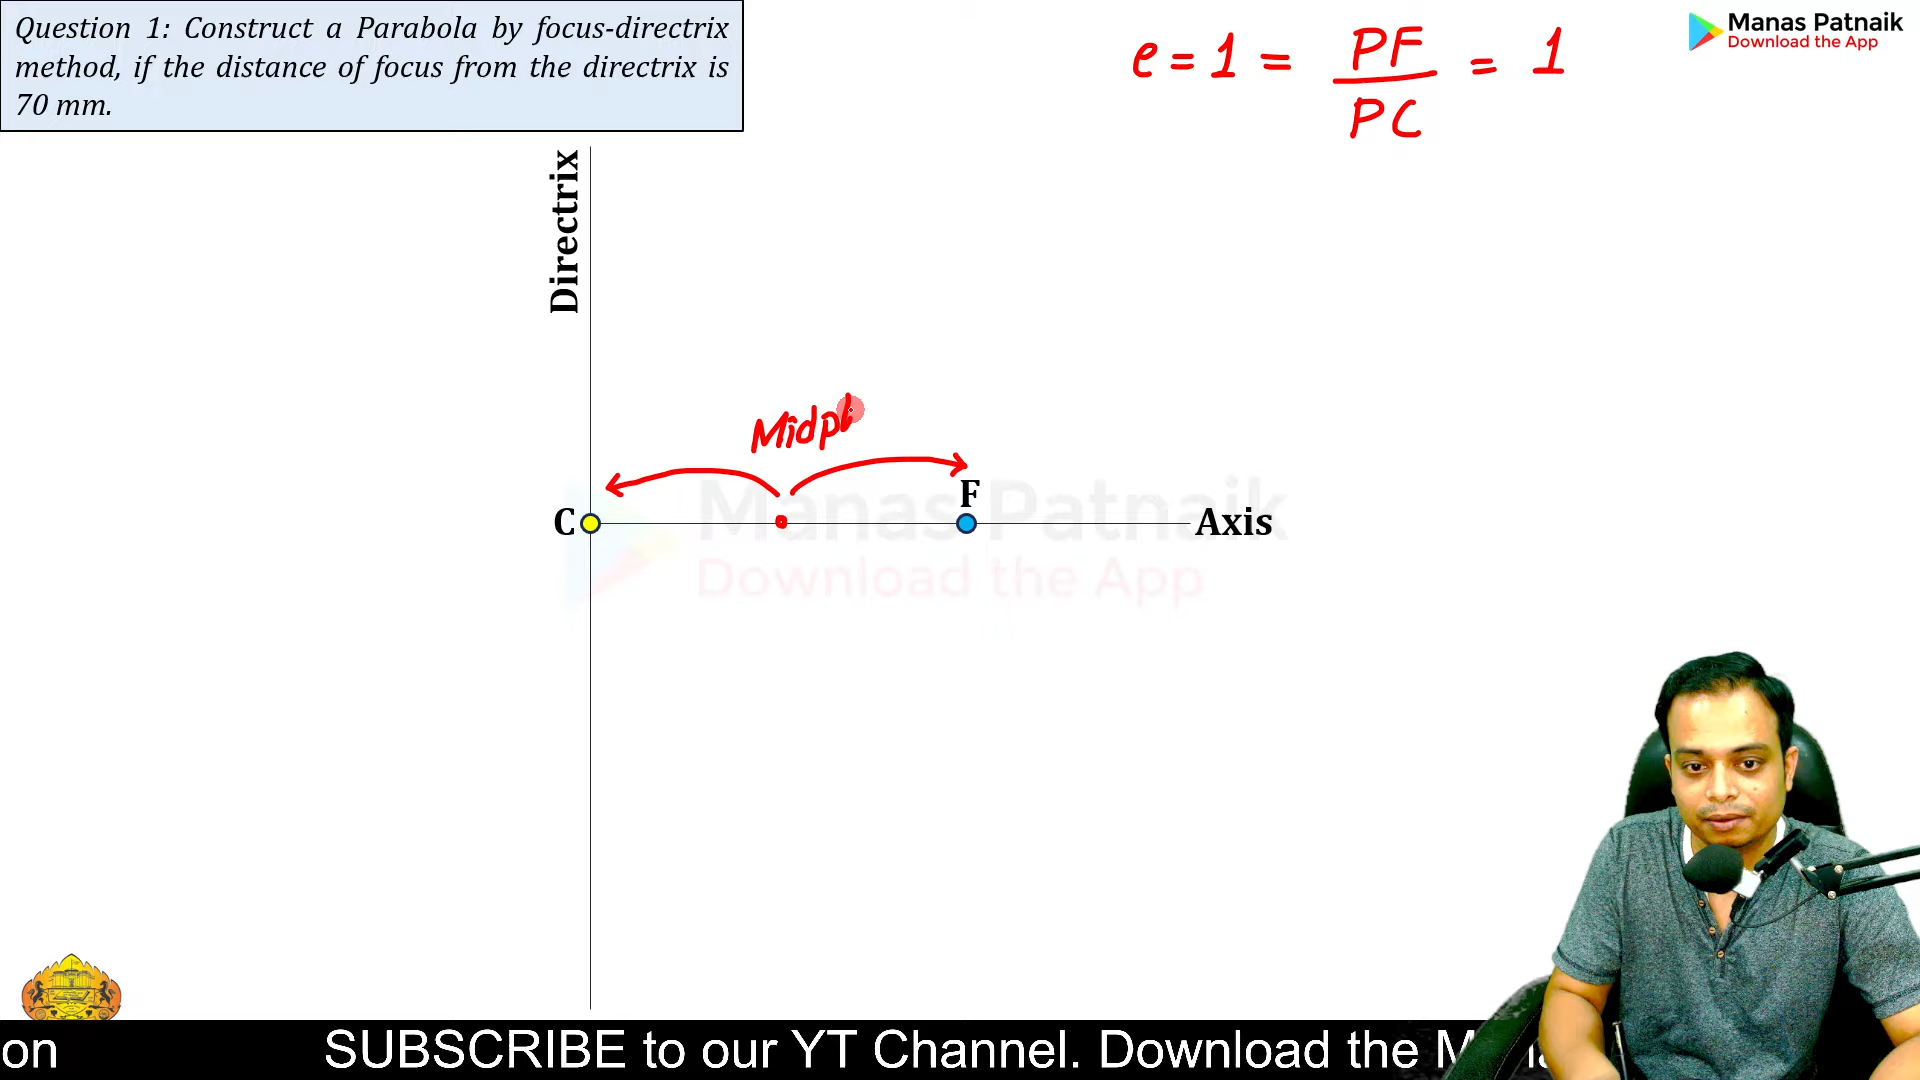 Question 1: Construct a Parabola by focus-directrix
method, if the distance of focus from the directrix is
70 mm.
e = 1 = PF / PC = 1
Manas Patnaik
Download the App
Directrix
Midp
F
C
Axis
Manas Patnaik
Download the App
on SUBSCRIBE to our YT Channel. Download the